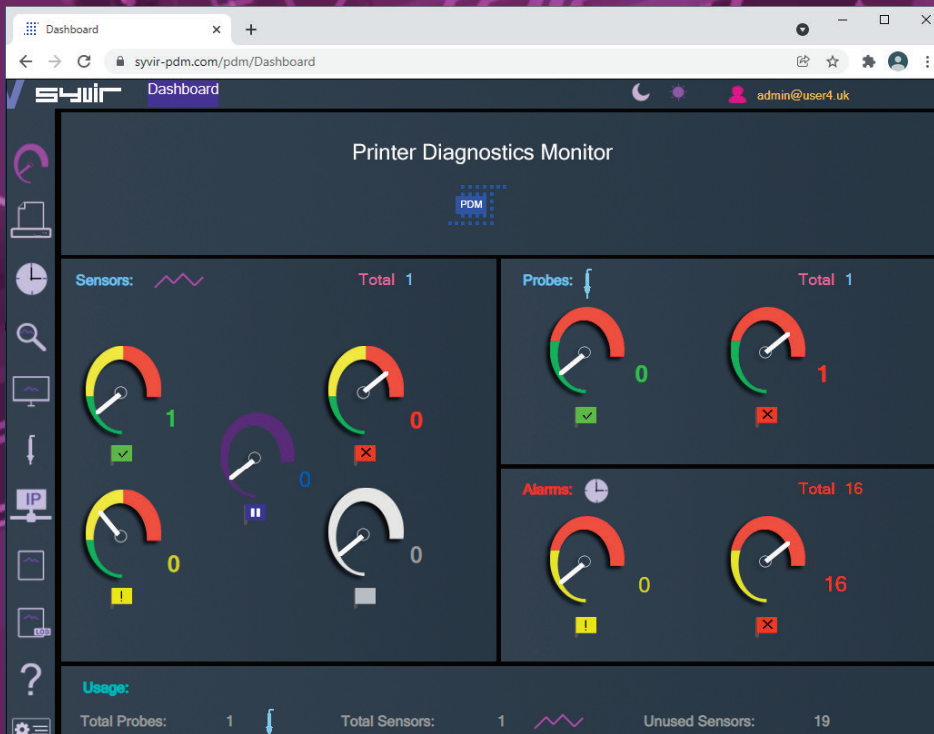 Dashboard
syvir-pdm.com/pdm/Dashboard
syvir Dashboard admin@user4.uk
Printer Diagnostics Monitor
PDM
Sensors: Total 1
Probes: Total 1
1
0
0
0
0
0
1
IP
Alarms: Total 16
!
0
16
!
LOG
?
Usage:
Total Probes: 1 Total Sensors: 1 Unused Sensors: 19